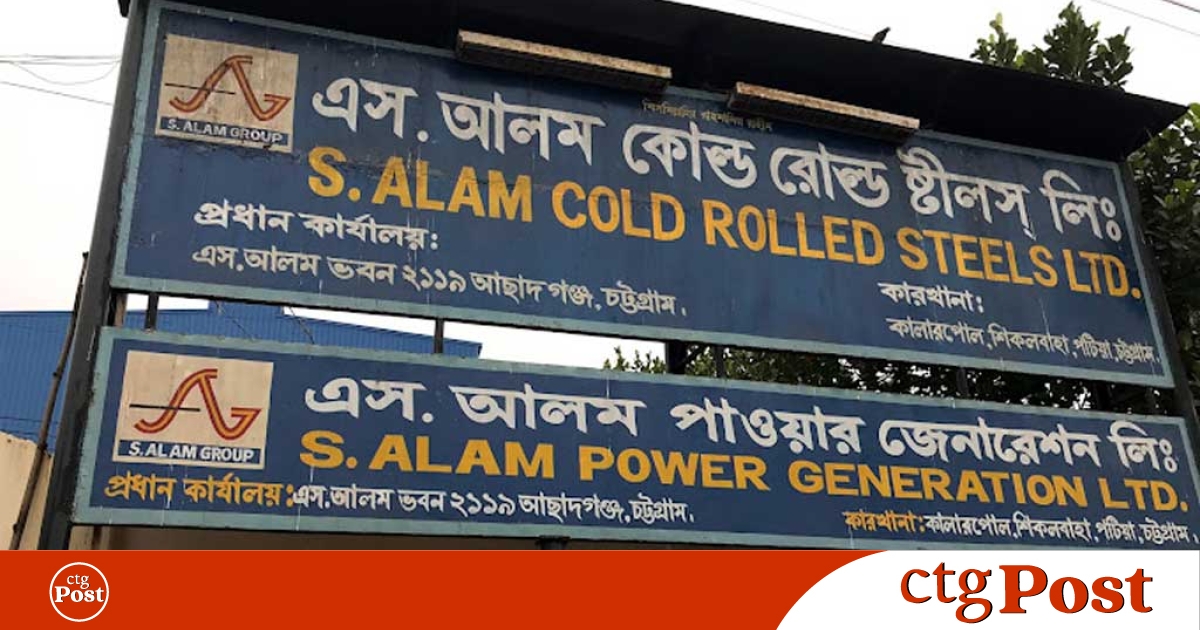 S. ALAM GROUP
এস. আলম কোল্ড রোল্ড ষ্টীলস্ লিঃ
S. ALAM COLD ROLLED STEELS LTD.
প্রধান কার্যালয়:
এস.আলম ভবন ২১১৯ আছাদ গঞ্জ, চট্টগ্রাম.
কারখানা:
কালারপোল,শিকলবাহা,পটিয়া,চট্টগ্রাম.
S. ALAM GROUP
এস. আলম পাওয়ার জেনারেশন লিঃ
S. ALAM POWER GENERATION LTD.
প্রধান কার্যালয়:এস.আলম ভবন ২১১৯ আছাদগঞ্জ,চট্টগ্রাম.
কারখানা:কালারপোল,শিকলবাহা,পটিয়া,চট্টগ্রাম.
ctg
Post
ctgPost